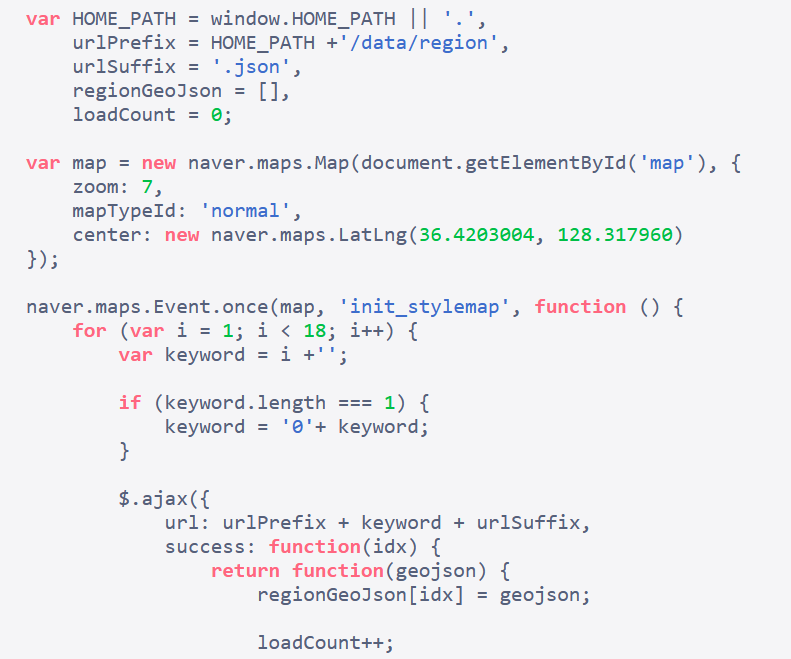 var HOME_PATH = window.HOME_PATH || '.',
    urlPrefix = HOME_PATH +'/data/region',
    urlSuffix = '.json',
    regionGeoJson = [],
    loadCount = 0;

var map = new naver.maps.Map(document.getElementById('map'), {
    zoom: 7,
    mapTypeId: 'normal',
    center: new naver.maps.LatLng(36.4203004, 128.317960)
});

naver.maps.Event.once(map, 'init_stylemap', function () {
    for (var i = 1; i < 18; i++) {
        var keyword = i +'';

        if (keyword.length === 1) {
            keyword = '0'+ keyword;
        }

        $.ajax({
            url: urlPrefix + keyword + urlSuffix,
            success: function(idx) {
                return function(geojson) {
                    regionGeoJson[idx] = geojson;

                    loadCount++;